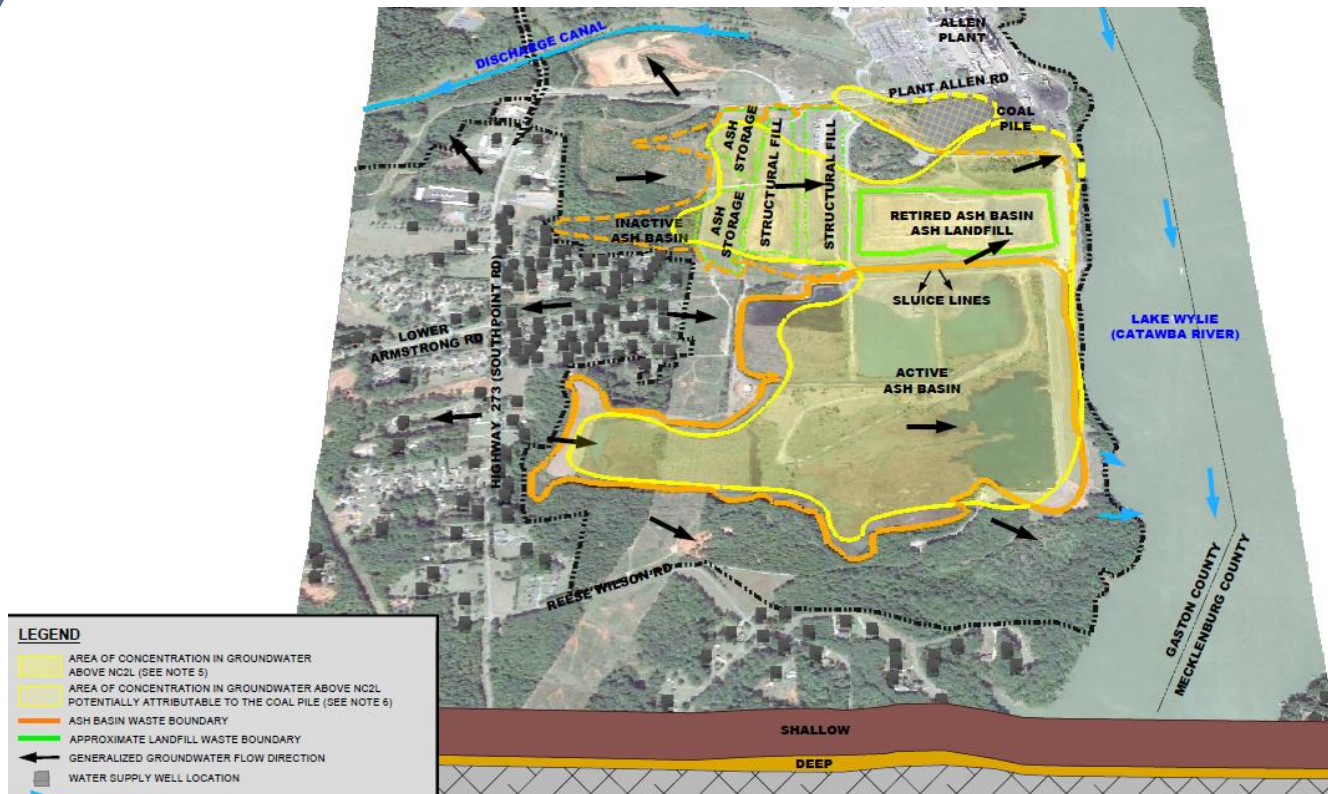 DISCHARGE CANAL
ALLEN
PLANT
PLANT ALLEN RD
COAL
PILE
ASH
STORAGE
STRUCTURAL FILL
STRUCTURAL FILL
ASH
STORAGE
INACTIVE
ASH BASIN
RETIRED ASH BASIN
ASH LANDFILL
SLUICE LINES
LAKE WYLIE
(CATAWBA RIVER)
LOWER
ARMSTRONG RD
HIGHWAY 273 (SOUTHPOINT RD)
ACTIVE
ASH BASIN
REESE WILSON RD
GASTON COUNTY
MECKLENBURG COUNTY
LEGEND
AREA OF CONCENTRATION IN GROUNDWATER
ABOVE NC2L (SEE NOTE 5)
AREA OF CONCENTRATION IN GROUNDWATER ABOVE NC2L
POTENTIALLY ATTRIBUTABLE TO THE COAL PILE (SEE NOTE 6)
ASH BASIN WASTE BOUNDARY
APPROXIMATE LANDFILL WASTE BOUNDARY
GENERALIZED GROUNDWATER FLOW DIRECTION
WATER SUPPLY WELL LOCATION
SHALLOW
DEEP